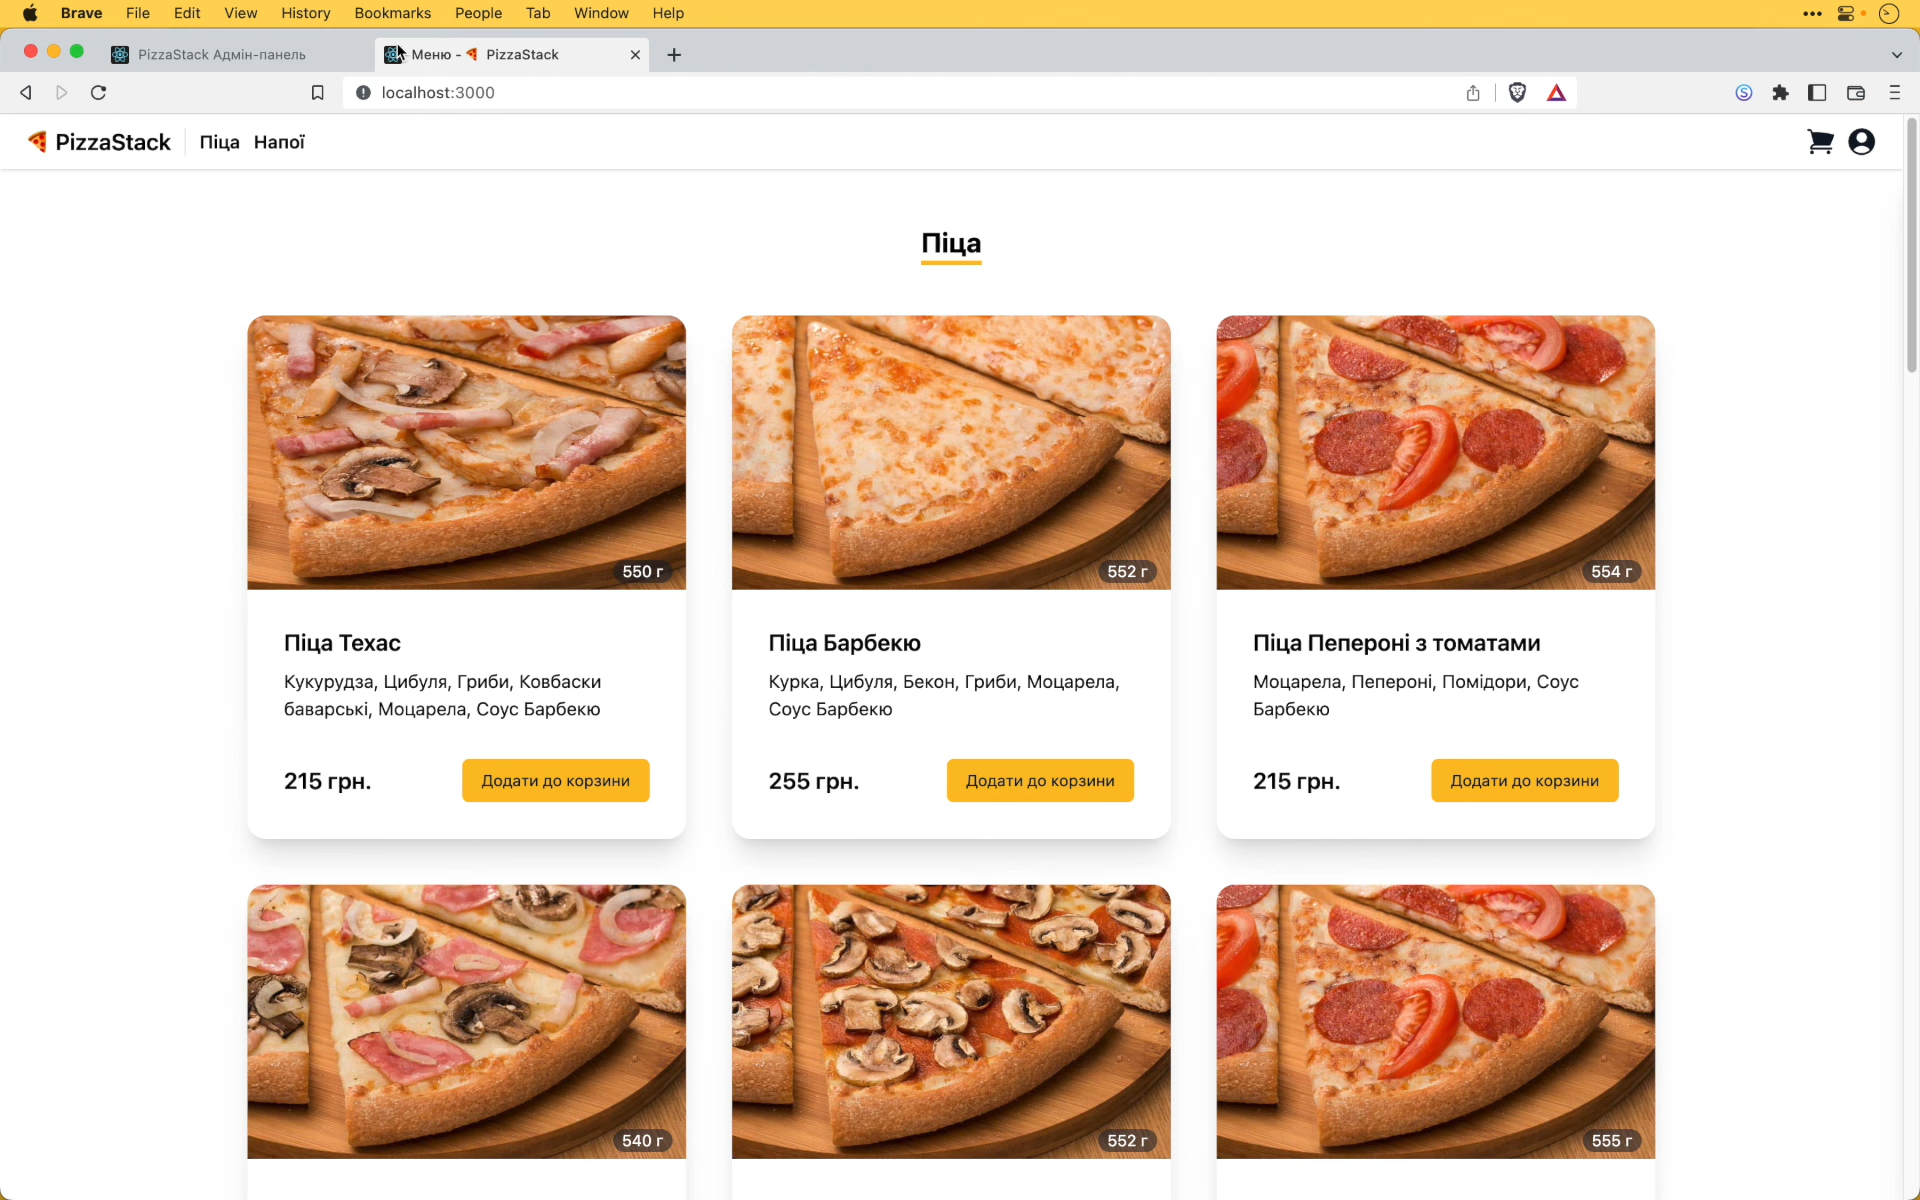 Brave File Edit View History Bookmarks People Tab Window Help
PizzaStack Адмін-панель
Меню - 🍕 PizzaStack
localhost:3000
PizzaStack
Піца Напої
Піца
550 г
552 г
554 г
Піца Техас
Кукурудза, Цибуля, Гриби, Ковбаски
баварські, Моцарела, Соус Барбекю
215 грн.
Додати до корзини
Піца Барбекю
Курка, Цибуля, Бекон, Гриби, Моцарела,
Соус Барбекю
255 грн.
Додати до корзини
Піца Пепероні з томатами
Моцарела, Пепероні, Помідори, Соус
Барбекю
215 грн.
Додати до корзини
540 г
552 г
555 г